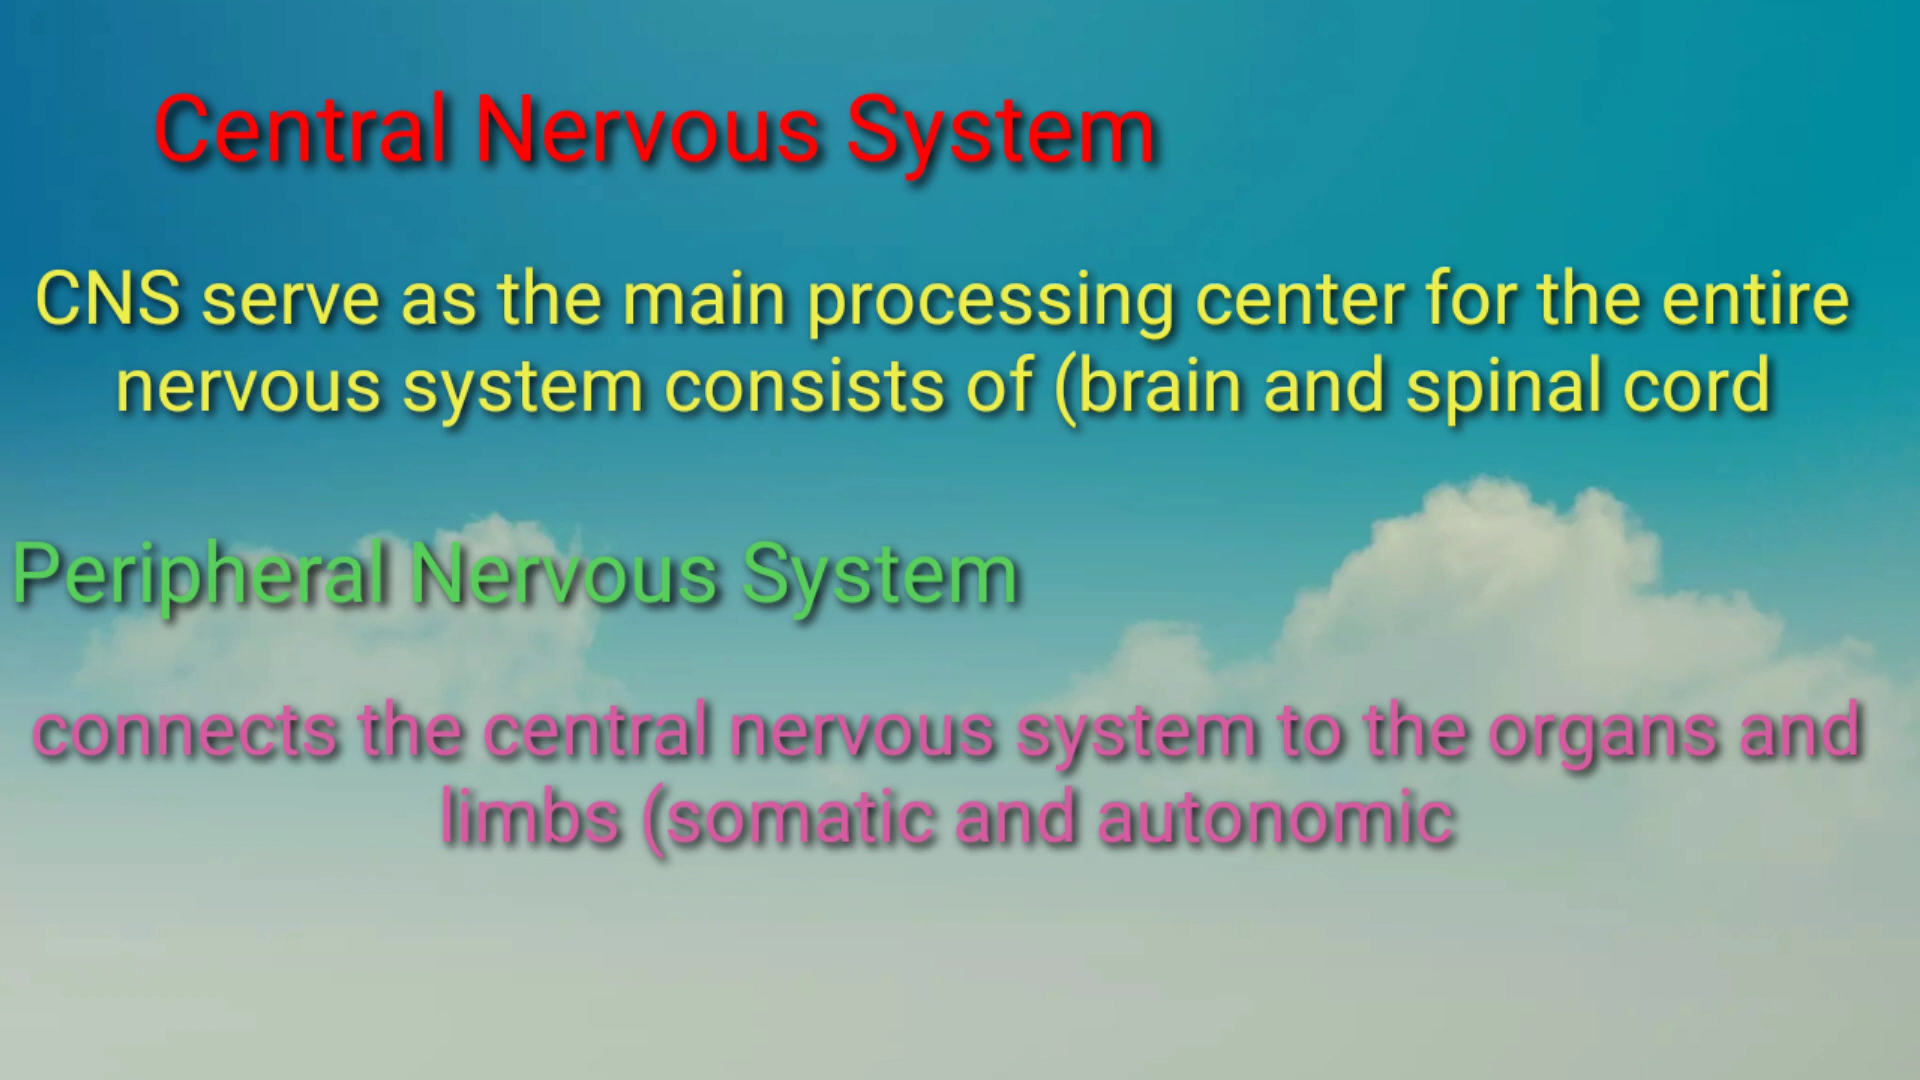 Central Nervous System
CNS serve as the main processing center for the entire
nervous system consists of (brain and spinal cord
Peripheral Nervous System
connects the central nervous system to the organs and
limbs (somatic and autonomic